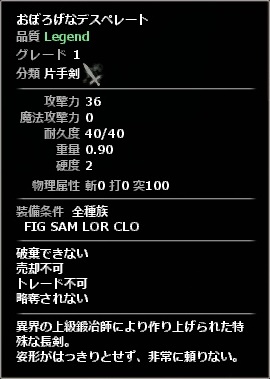 おぼろげなデスペレート
品質 Legend
グレード 1
分類 片手剣
攻撃力 36
魔法攻撃力 0
耐久度 40/40
重量 0.90
硬度 2
物理属性 斬0 打0 突100
装備条件 全種族
FIG SAM LOR CLO
破棄できない
売却不可
トレード不可
略奪されない
異界の上級鍛冶師により作り上げられた特
殊な長剣。
姿形がはっきりとせず、非常に頼りない。